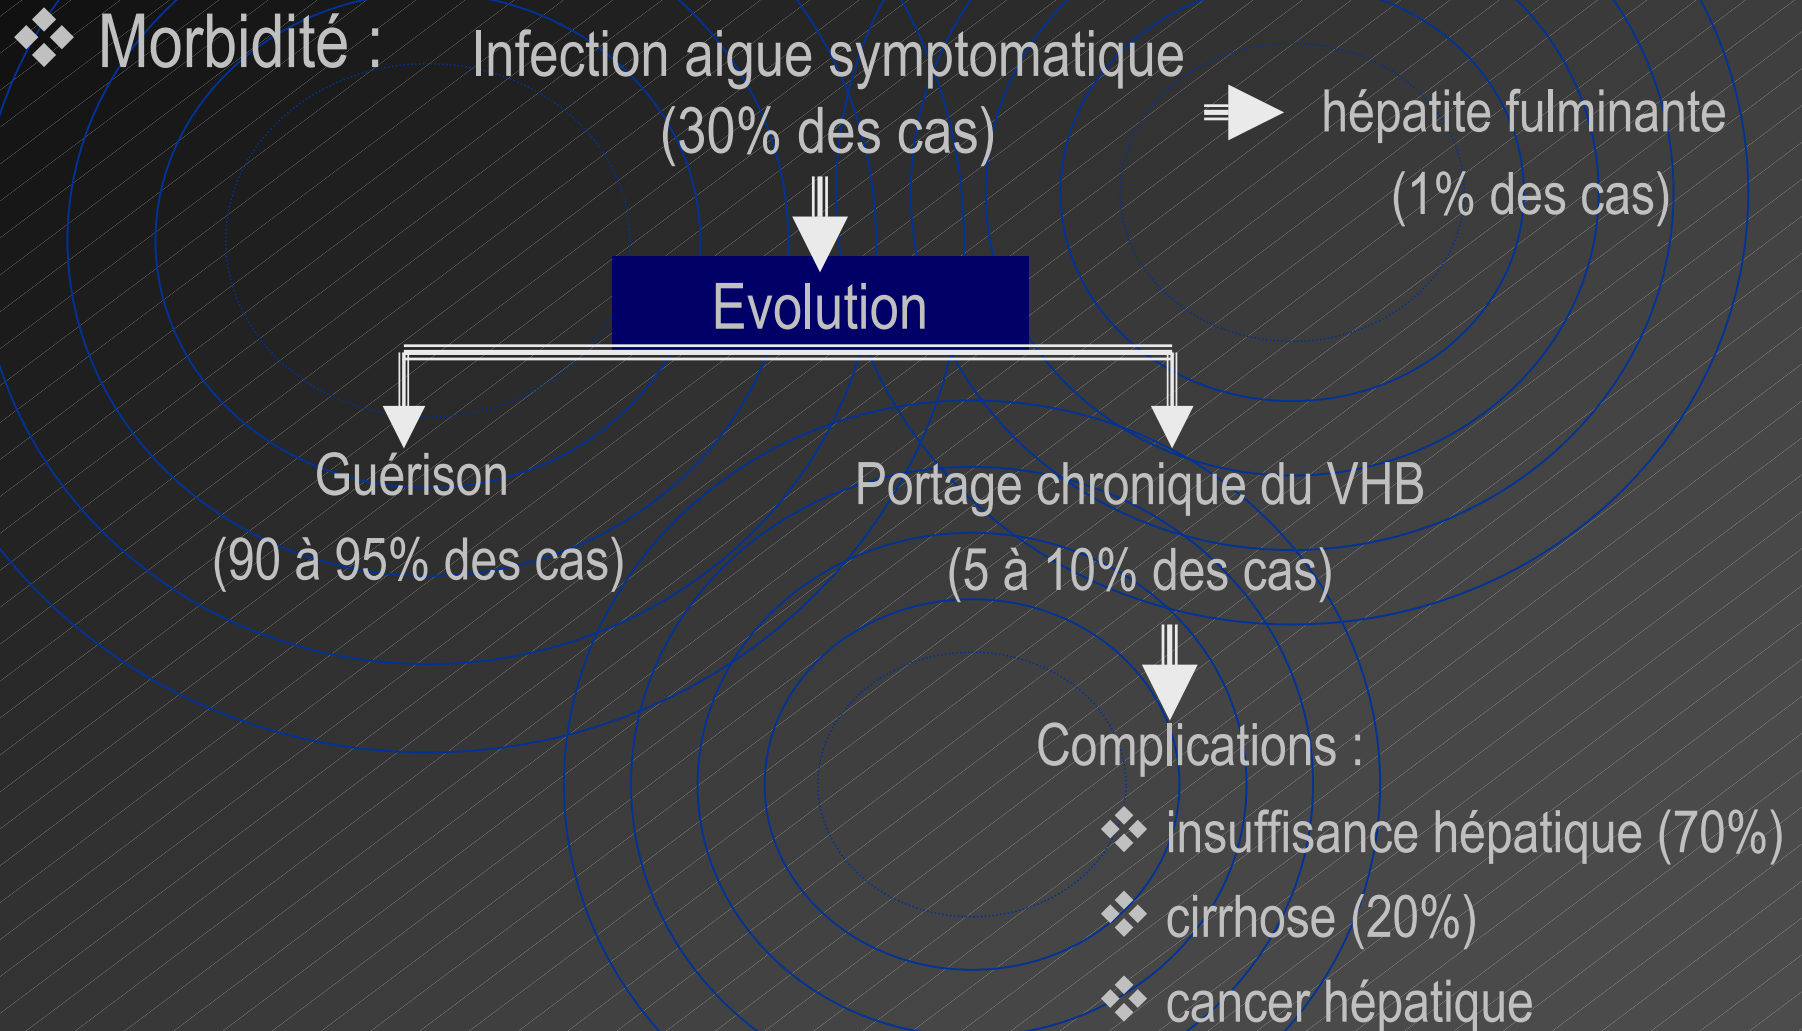 ❖ Morbidité :
Infection aigue symptomatique
(30% des cas)
hépatite fulminante
(1% des cas)
Evolution
Guérison
(90 à 95% des cas)
Portage chronique du VHB
(5 à 10% des cas)
Complications :
❖ insuffisance hépatique (70%)
❖ cirrhose (20%)
❖ cancer hépatique